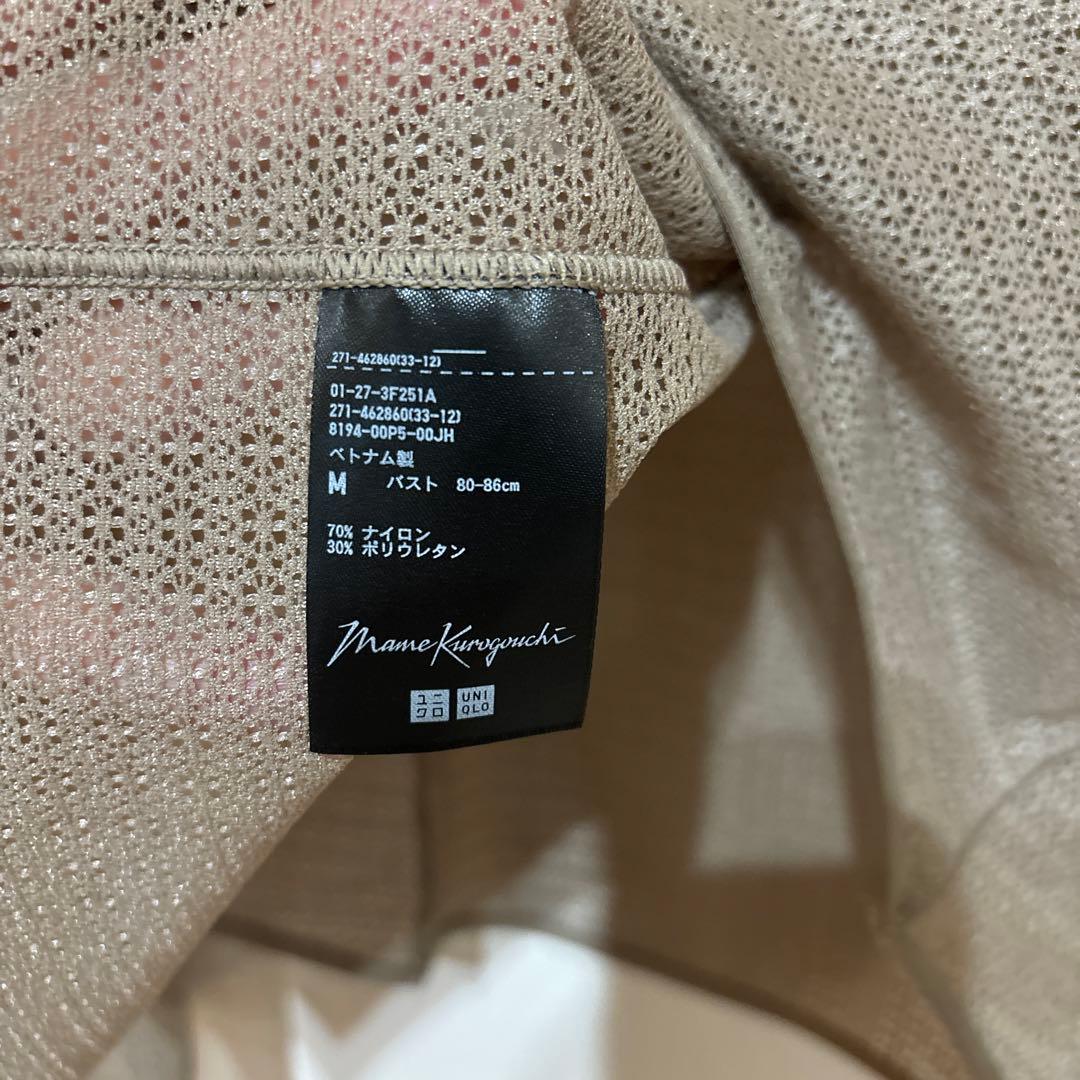 271-462860(33-12)
01-27-3F251A
271-462860(33-12)
8194-00P5-00JH
ベトナム製
M バスト 80-86cm
70% ナイロン
30% ポリウレタン
Mame Kurogouchi
ユニ UNI
クロ QLO